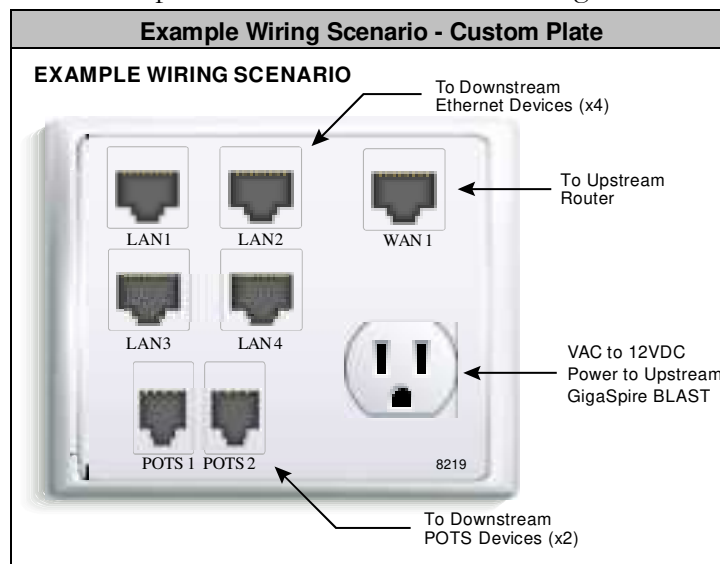 Example Wiring Scenario - Custom Plate
EXAMPLE WIRING SCENARIO
To Downstream
Ethernet Devices (x4)
To Upstream
Router
LAN1
LAN2
WAN 1
LAN3
LAN 4
VAC to 12VDC
Power to Upstream
GigaSpire BLAST
POTS 1
POTS 2
8219
To Downstream
POTS Devices (x2)